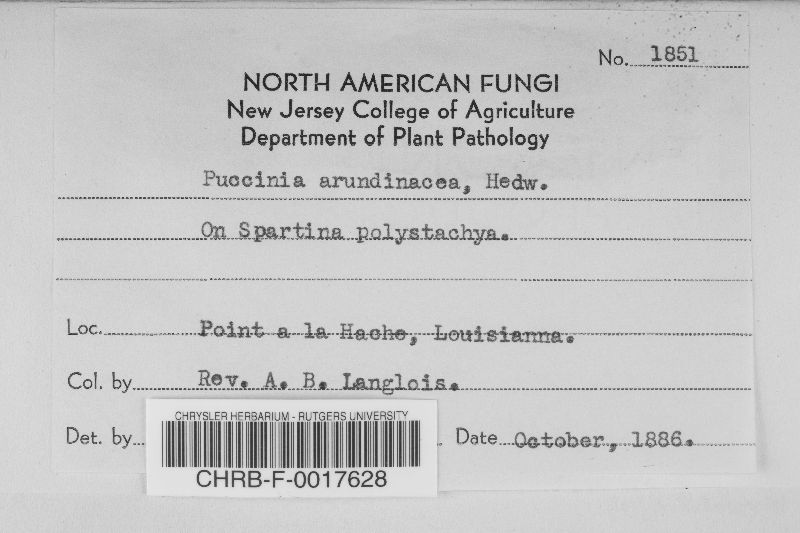 No. 1851
NORTH AMERICAN FUNGI
New Jersey College of Agriculture
Department of Plant Pathology
Puccinia arundinacea, Hedw.
On Spartina polystachya.
Loc. Point a la Hache, Louisianna.
Col. by Rev. A. B. Langlois.
Det. by
Date October, 1886.
CHRYSLER HERBARIUM - RUTGERS UNIVERSITY
CHRB-F-0017628